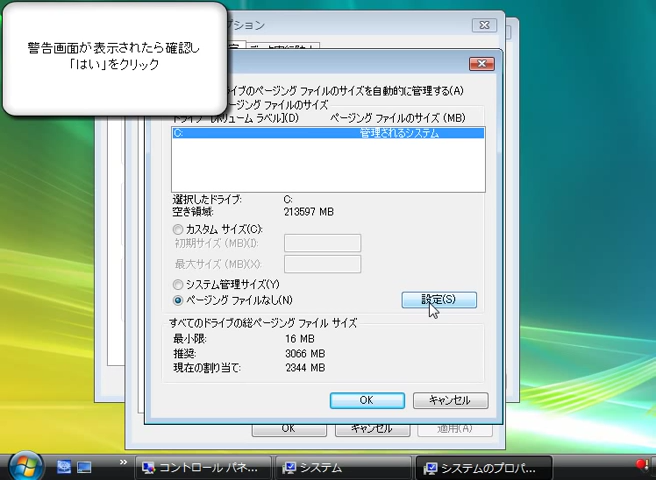 警告画面が表示されたら確認し
「はい」をクリック
プション
イブのページング ファイルのサイズを自動的に管理する(A)
ページング ファイルのサイズ
ドライブ [ボリューム ラベル](D)
ページング ファイルのサイズ (MB)
C:
管理されるシステム
選択したドライブ:
C:
空き領域:
213597 MB
カスタム サイズ(C):
初期サイズ (MB)(I):
最大サイズ (MB)(X):
システム管理サイズ(Y)
ページング ファイルなし(N)
設定(S)
すべてのドライブの総ページング ファイル サイズ
最小限:
16 MB
推奨:
3066 MB
現在の割り当て:
2344 MB
OK
キャンセル
OK
キャンセル
適用(A)
コントロール パネ...
システム
システムのプロパ...